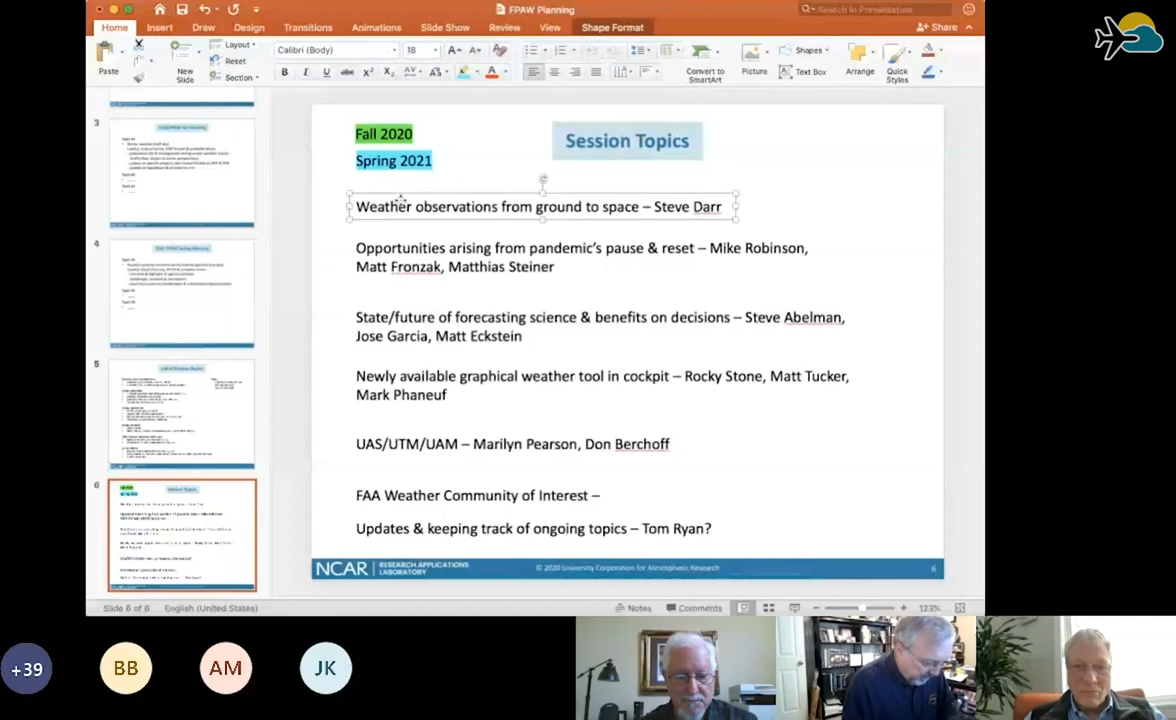 FPAW Planning
Search in Presentation
Home Insert Draw Design Transitions Animations Slide Show Review View Shape Format
Share
Paste
New
Slide
Layout
Reset
Section
Calibri (Body)
18
Convert to
SmartArt
Picture
Shapes
Text Box
Arrange
Quick
Styles
3
4
5
6
Fall 2020
Spring 2021
Session Topics
Weather observations from ground to space – Steve Darr
Opportunities arising from pandemic's pause & reset – Mike Robinson,
Matt Fronzak, Matthias Steiner
State/future of forecasting science & benefits on decisions – Steve Abelman,
Jose Garcia, Matt Eckstein
Newly available graphical weather tool in cockpit – Rocky Stone, Matt Tucker,
Mark Phaneuf
UAS/UTM/UAM – Marilyn Pearson, Don Berchoff
FAA Weather Community of Interest –
Updates & keeping track of ongoing topics – Tom Ryan?
NCAR
RESEARCH APPLICATIONS
LABORATORY
© 2020 University Corporation for Atmospheric Research
6
Slide 6 of 6
English (United States)
Notes
Comments
123%
+39
BB
AM
JK